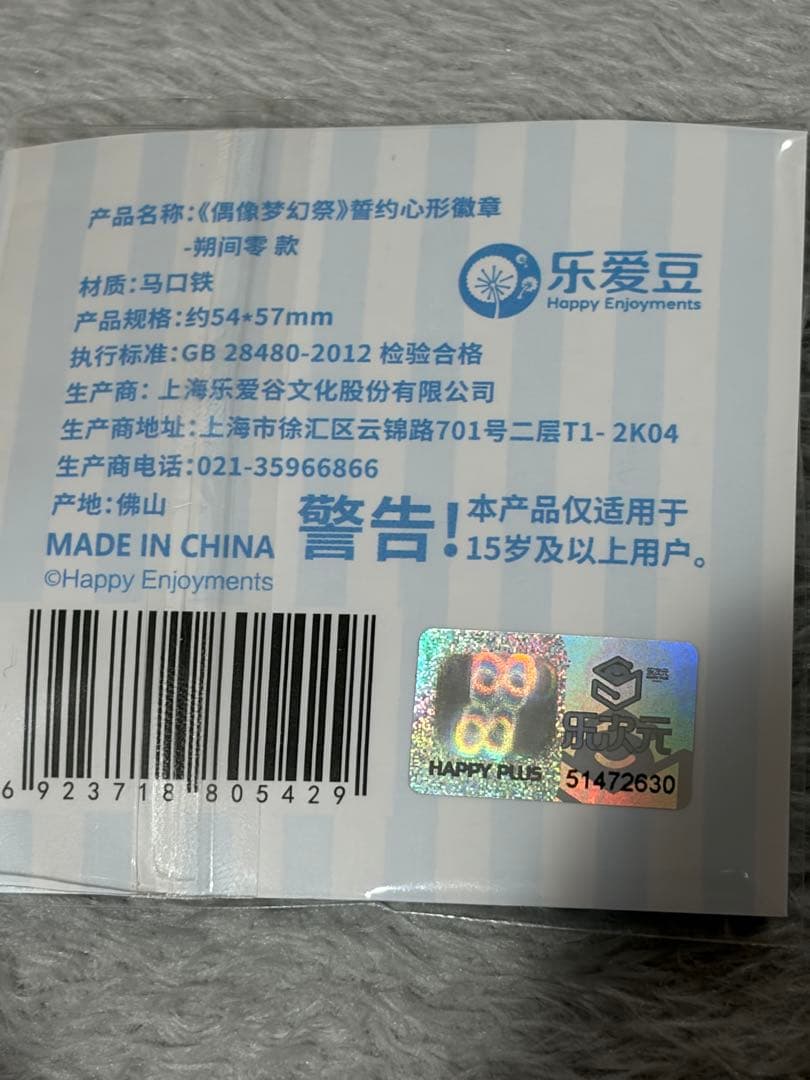 产品名称：《偶像梦幻祭》誓约心形徽章
-朔间零 款
材质：马口铁
产品规格：约54*57mm
执行标准：GB 28480-2012 检验合格
生产商：上海乐爱谷文化股份有限公司
生产商地址：上海市徐汇区云锦路701号二层T1- 2K04
生产商电话：021-35966866
产地：佛山
MADE IN CHINA
©Happy Enjoyments
乐爱豆
Happy Enjoyments
警告！
本产品仅适用于
15岁及以上用户。
6 923718 805429
HAPPY PLUS
乐次元
51472630